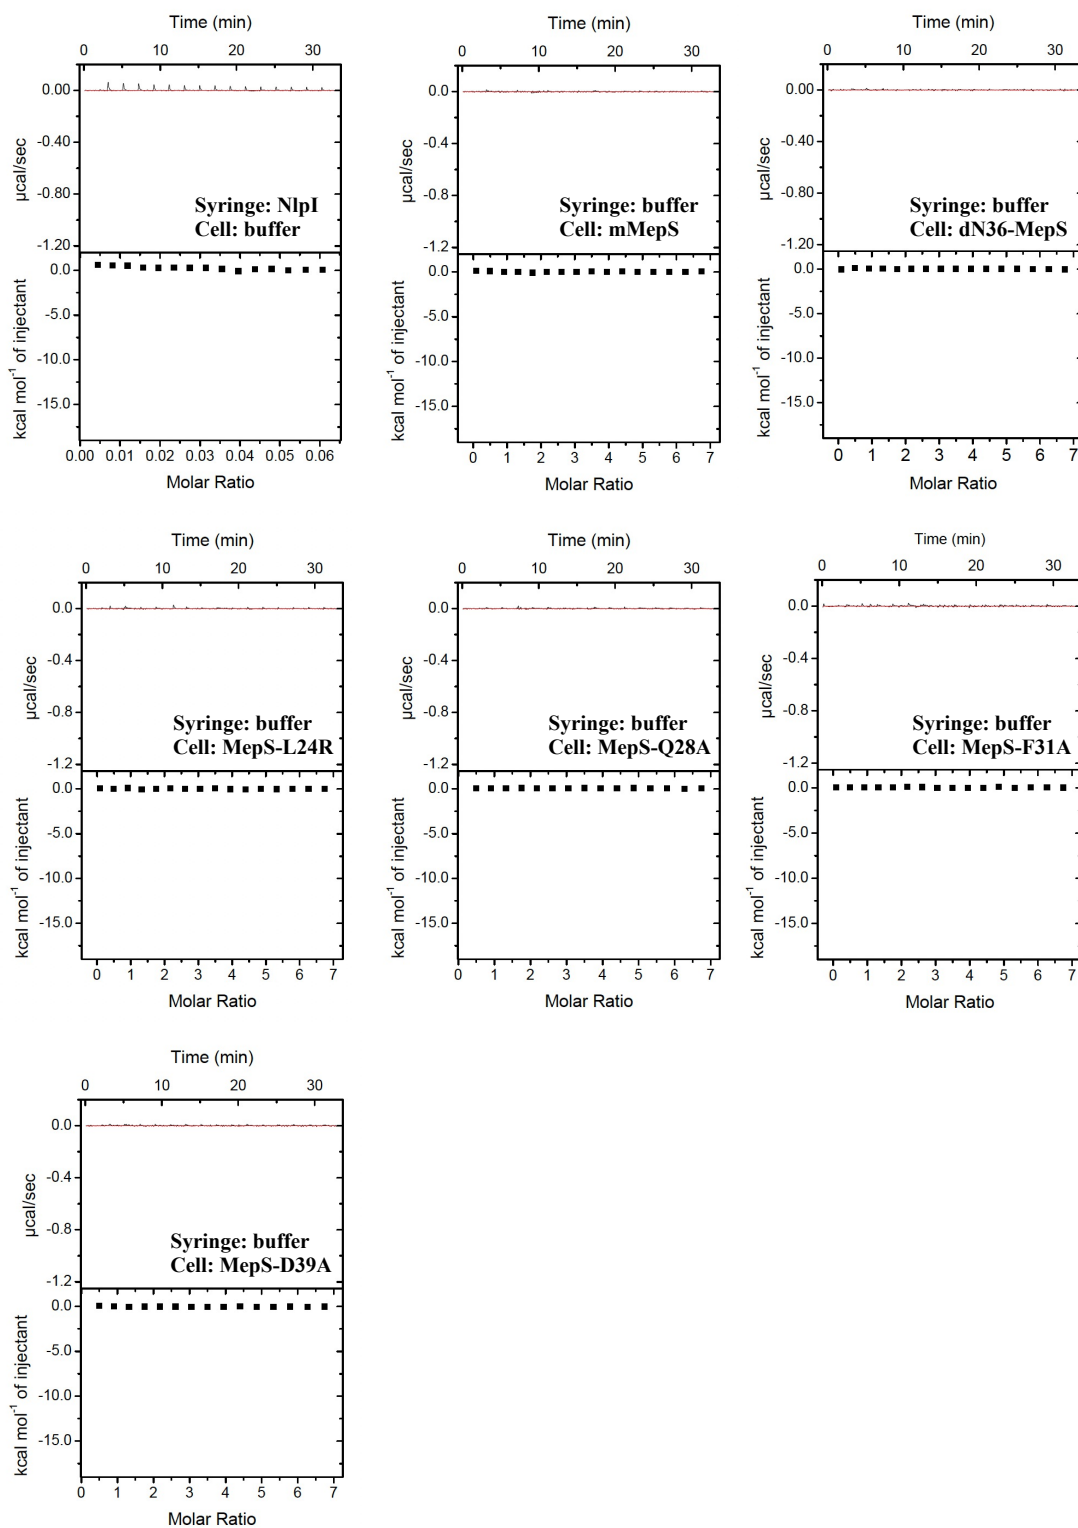 Time (min)
0 10 20 30
0.00
-0.40
-0.80
-1.20
µcal/sec
Syringe: NlpI
Cell: buffer
0.0
-5.0
-10.0
-15.0
kcal mol⁻¹ of injectant
0.00 0.01 0.02 0.03 0.04 0.05 0.06
Molar Ratio
Time (min)
0 10 20 30
0.0
-0.4
-0.8
-1.2
µcal/sec
Syringe: buffer
Cell: mMepS
0.0
-5.0
-10.0
-15.0
kcal mol⁻¹ of injectant
0 1 2 3 4 5 6 7
Molar Ratio
Time (min)
0 10 20 30
0.00
-0.40
-0.80
-1.20
µcal/sec
Syringe: buffer
Cell: dN36-MepS
0.0
-5.0
-10.0
-15.0
kcal mol⁻¹ of injectant
0 1 2 3 4 5 6 7
Molar Ratio
Time (min)
0 10 20 30
0.0
-0.4
-0.8
-1.2
µcal/sec
Syringe: buffer
Cell: MepS-L24R
0.0
-5.0
-10.0
-15.0
kcal mol⁻¹ of injectant
0 1 2 3 4 5 6 7
Molar Ratio
Time (min)
0 10 20 30
0.0
-0.4
-0.8
-1.2
µcal/sec
Syringe: buffer
Cell: MepS-Q28A
0.0
-5.0
-10.0
-15.0
kcal mol⁻¹ of injectant
0 1 2 3 4 5 6 7
Molar Ratio
Time (min)
0 10 20 30
0.0
-0.4
-0.8
-1.2
µcal/sec
Syringe: buffer
Cell: MepS-F31A
0.0
-5.0
-10.0
-15.0
kcal mol⁻¹ of injectant
0 1 2 3 4 5 6 7
Molar Ratio
Time (min)
0 10 20 30
0.0
-0.4
-0.8
-1.2
µcal/sec
Syringe: buffer
Cell: MepS-D39A
0.0
-5.0
-10.0
-15.0
kcal mol⁻¹ of injectant
0 1 2 3 4 5 6 7
Molar Ratio